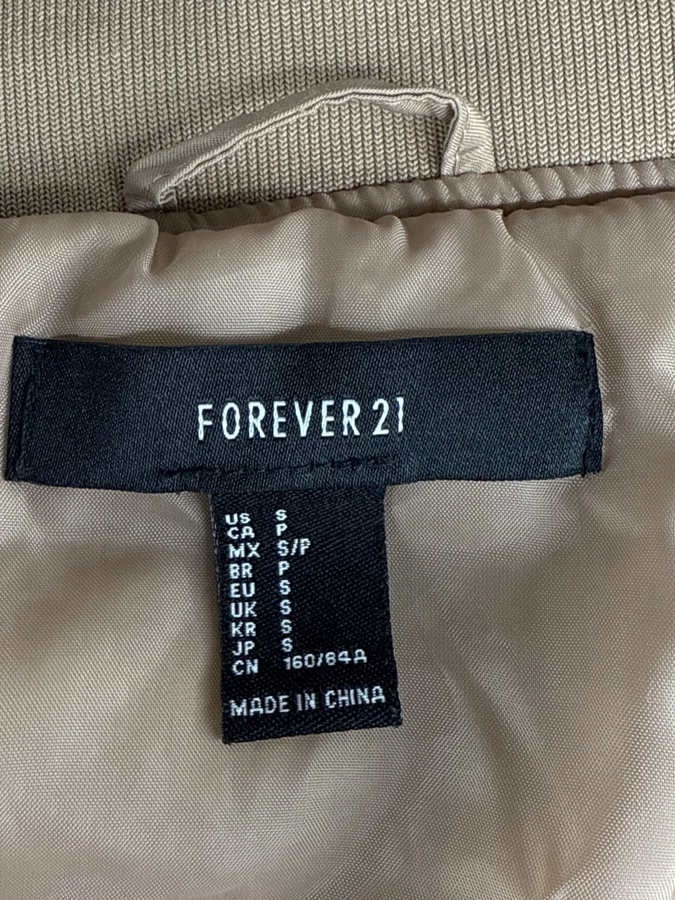 FOREVER 21
US S
CA P
MX S/P
BR P
EU S
UK S
KR S
JP S
CN 160/84A
MADE IN CHINA